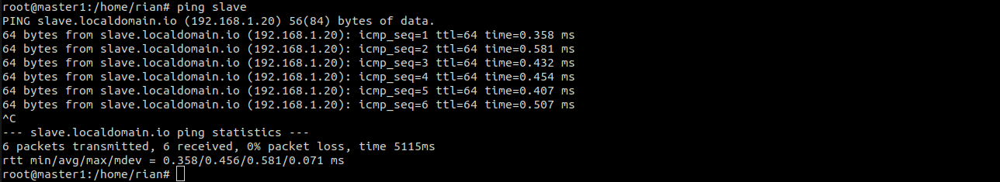 root@master1:/home/rian# ping slave
PING slave.localdomain.io (192.168.1.20) 56(84) bytes of data.
64 bytes from slave.localdomain.io (192.168.1.20): icmp_seq=1 ttl=64 time=0.358 ms
64 bytes from slave.localdomain.io (192.168.1.20): icmp_seq=2 ttl=64 time=0.581 ms
64 bytes from slave.localdomain.io (192.168.1.20): icmp_seq=3 ttl=64 time=0.432 ms
64 bytes from slave.localdomain.io (192.168.1.20): icmp_seq=4 ttl=64 time=0.454 ms
64 bytes from slave.localdomain.io (192.168.1.20): icmp_seq=5 ttl=64 time=0.407 ms
64 bytes from slave.localdomain.io (192.168.1.20): icmp_seq=6 ttl=64 time=0.507 ms
^C
--- slave.localdomain.io ping statistics ---
6 packets transmitted, 6 received, 0% packet loss, time 5115ms
rtt min/avg/max/mdev = 0.358/0.456/0.581/0.071 ms
root@master1:/home/rian#